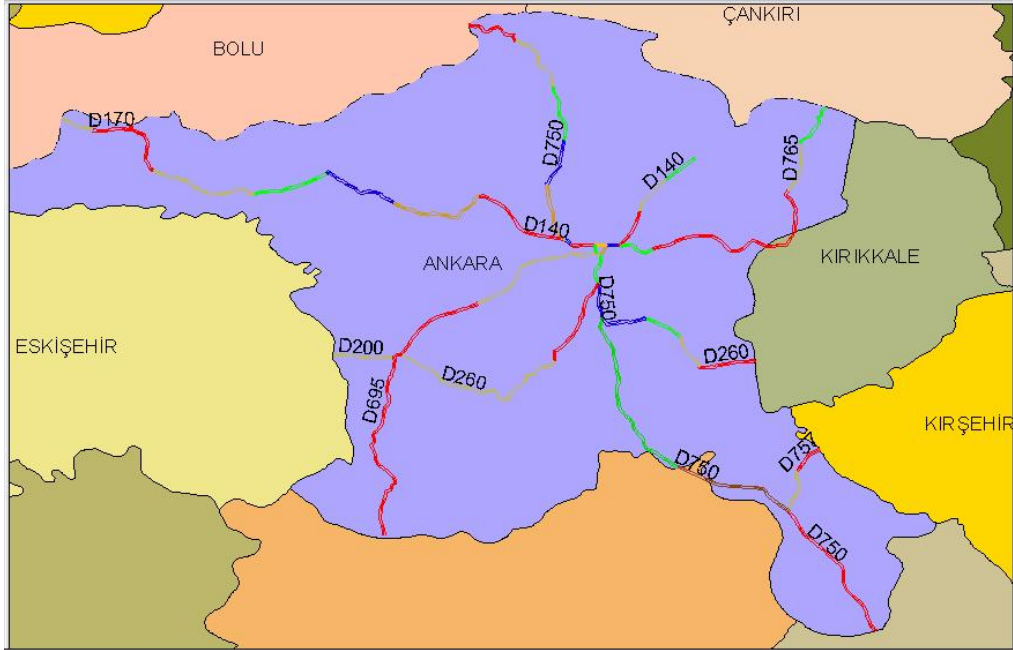 ÇANKIRI
BOLU
D170
D750
D765
D140
D140
ANKARA
KIRIKKALE
D750
ESKİŞEHİR
D200
D260
D260
D695
KIRŞEHİR
D757
D750
D750